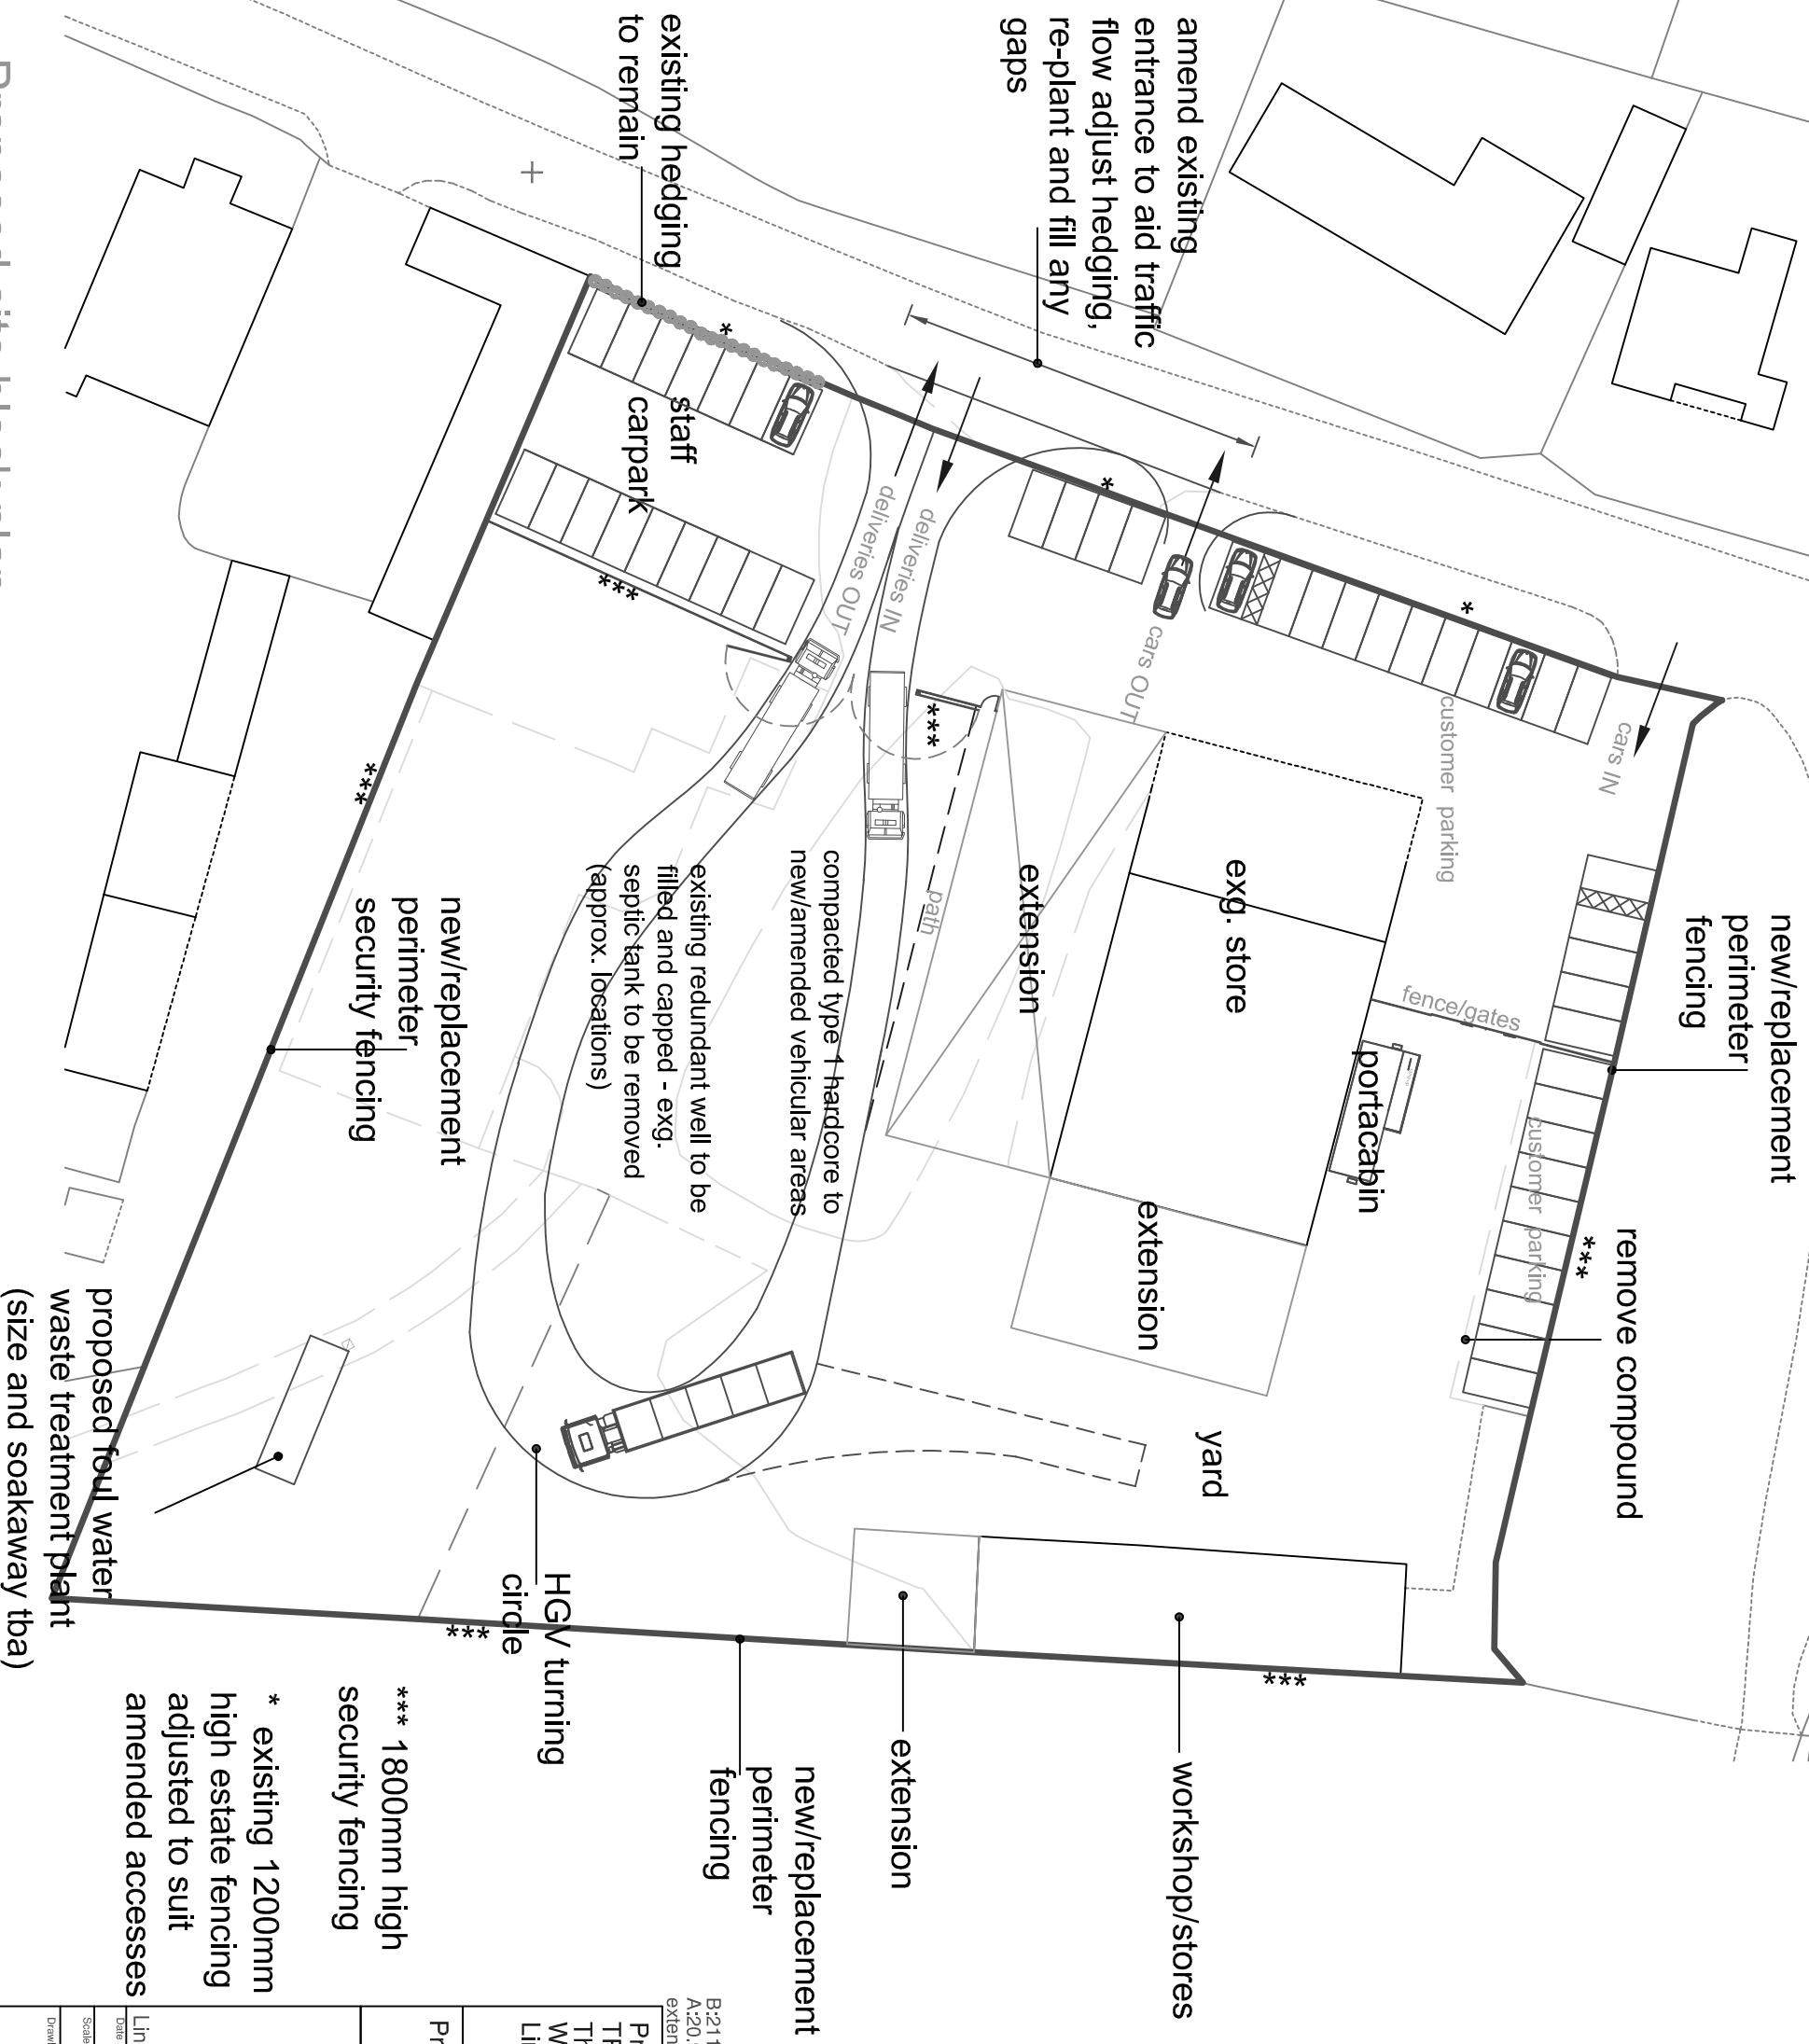 amend existing
entrance to aid traffic
flow adjust hedging,
re-plant and fill any
gaps
existing hedging
to remain
new/replacement
perimeter
fencing
remove compound
cars IN
customer parking
customer parking
fence/gates
portacabin
cars OUT
exg. store
extension
extension
yard
workshop/stores
extension
path
deliveries IN
deliveries OUT
staff
carpark
compacted type 1 hardcore to
new/amended vehicular areas
existing redundant well to be
filled and capped - exg.
septic tank to be removed
(approx. locations)
new/replacement
perimeter
security fencing
HGV turning
circle
new/replacement
perimeter
fencing
proposed foul water
waste treatment plant
(size and soakaway tba)
*** 1800mm high
security fencing
* existing 1200mm
high estate fencing
adjusted to suit
amended accesses
*
*
*
***
***
***
***
***
***
B:211
A:20.
exten
Date
Scale